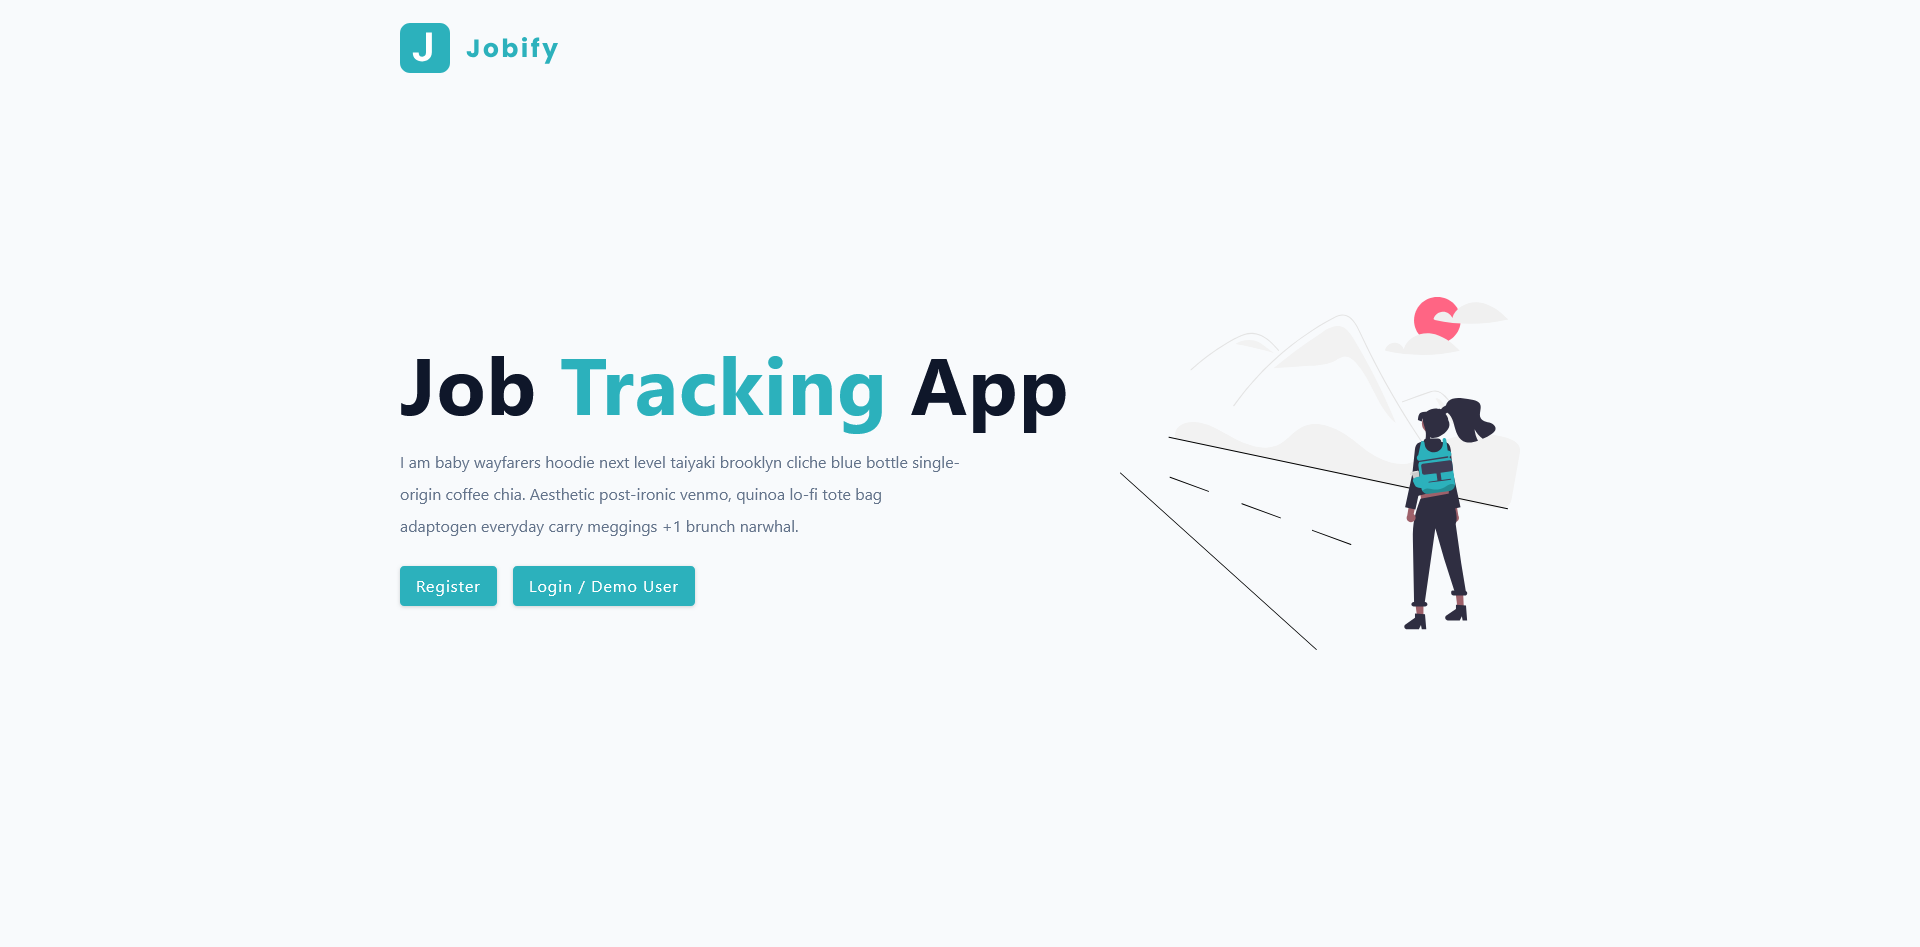 J Jobify
Job Tracking App
I am baby wayfarers hoodie next level taiyaki brooklyn cliche blue bottle single-
origin coffee chia. Aesthetic post-ironic venmo, quinoa lo-fi tote bag
adaptogen everyday carry meggings +1 brunch narwhal.
Register Login / Demo User